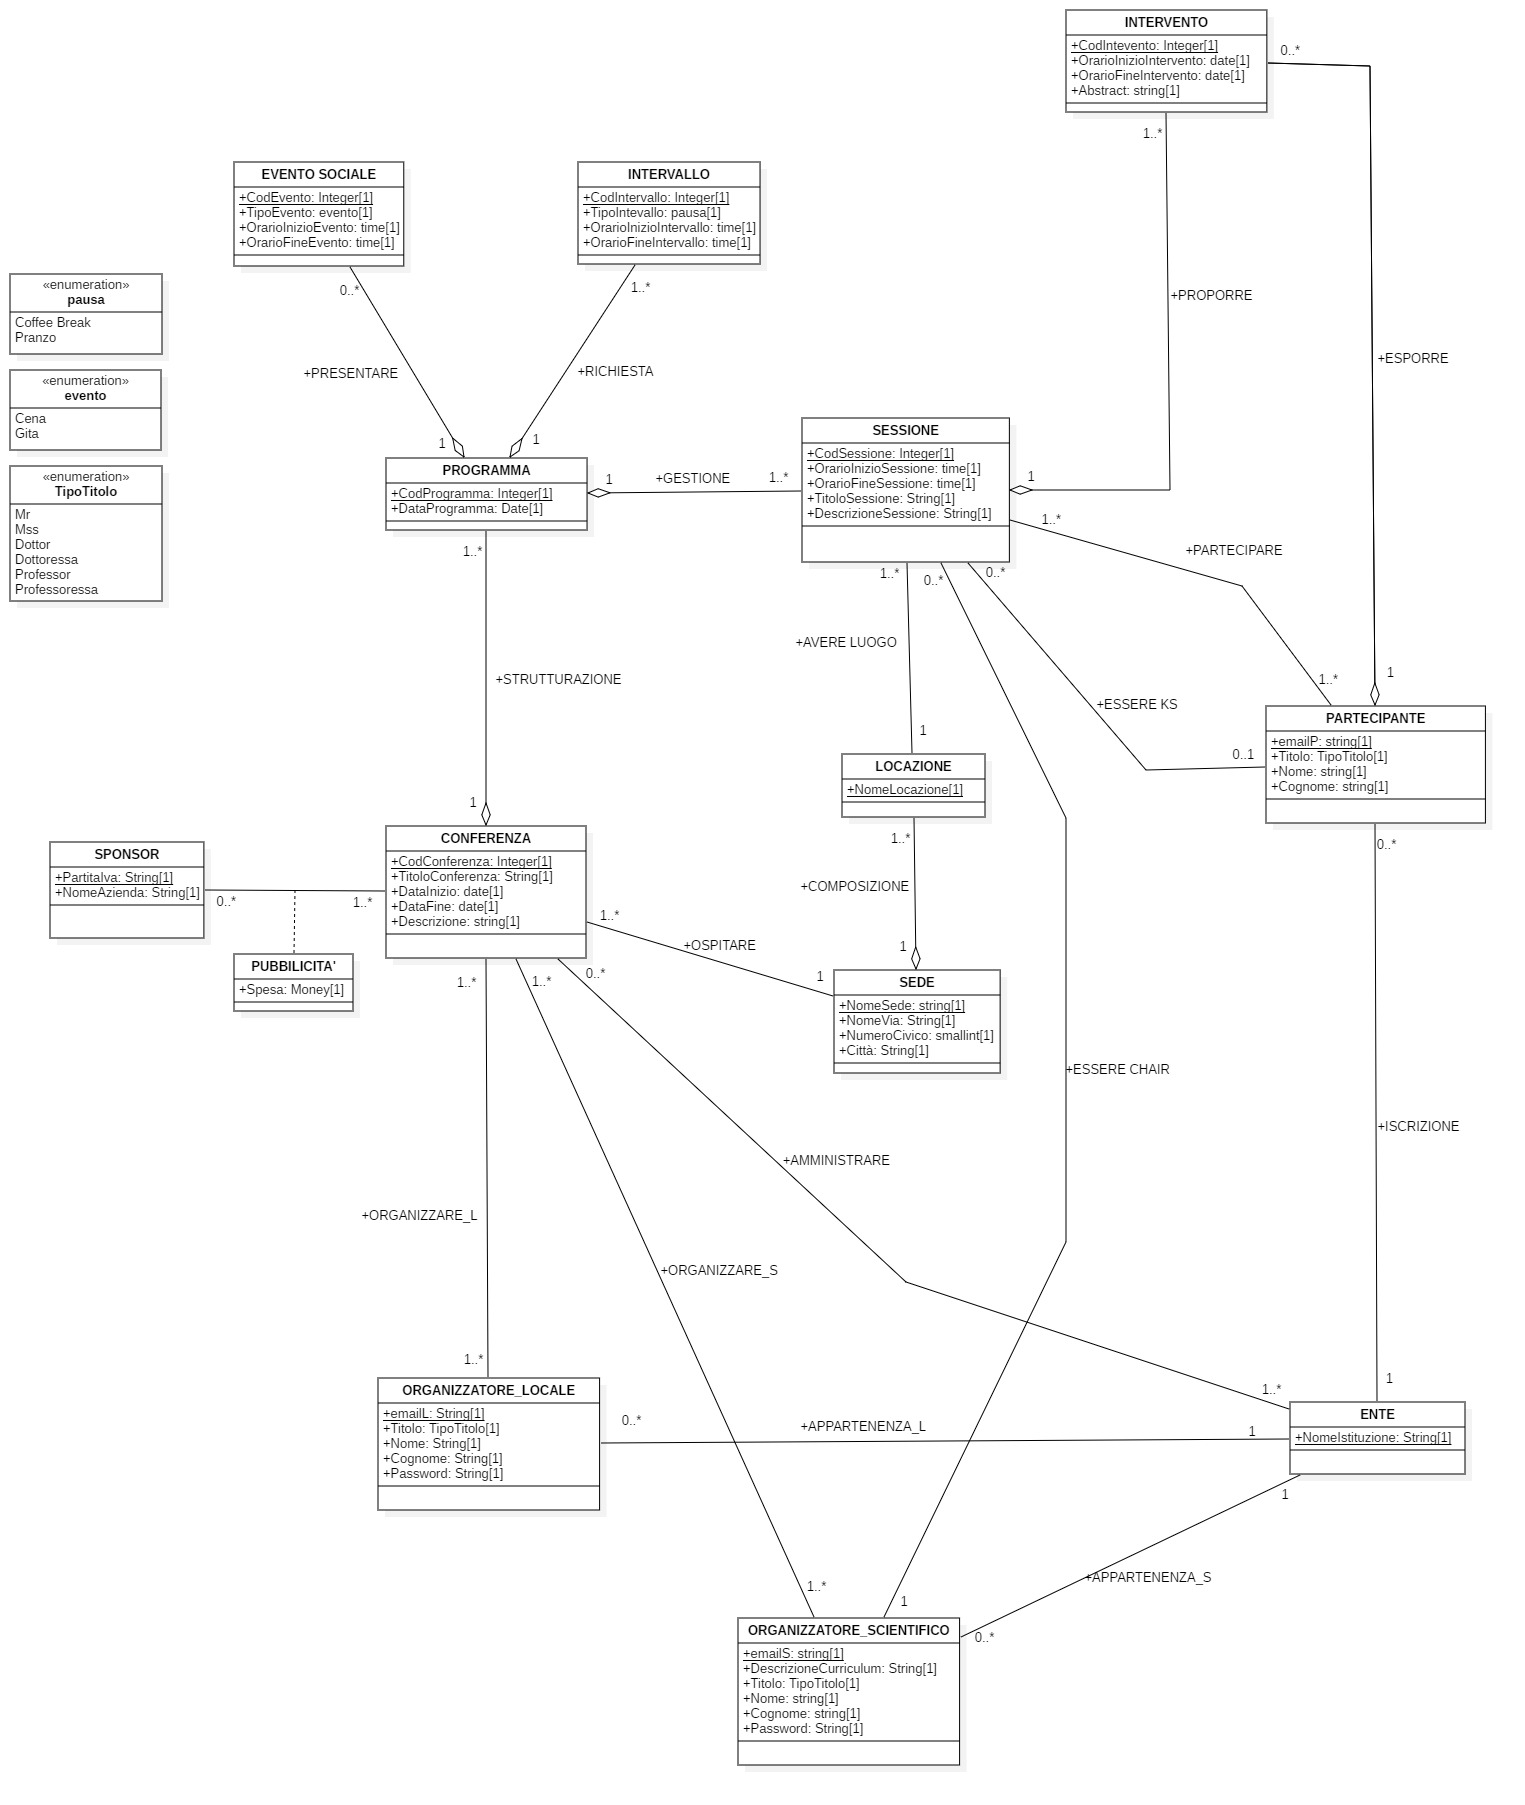 INTERVENTO
+CodIntevento: Integer[1]
+OrarioInizioIntervento: date[1]
+OrarioFineIntervento: date[1]
+Abstract: string[1]
0..*
1..*
EVENTO SOCIALE
+CodEvento: Integer[1]
+TipoEvento: evento[1]
+OrarioInizioEvento: time[1]
+OrarioFineEvento: time[1]
INTERVALLO
+CodIntervallo: Integer[1]
+TipoIntevallo: pausa[1]
+OrarioInizioIntervallo: time[1]
+OrarioFineIntervallo: time[1]
«enumeration»
pausa
Coffee Break
Pranzo
«enumeration»
evento
Cena
Gita
«enumeration»
TipoTitolo
Mr
Mss
Dottor
Dottoressa
Professor
Professoressa
0..*
1..*
+PROPORRE
+PRESENTARE
+RICHIESTA
+ESPORRE
1
1
PROGRAMMA
+CodProgramma: Integer[1]
+DataProgramma: Date[1]
1
+GESTIONE
1..*
SESSIONE
+CodSessione: Integer[1]
+OrarioInizioSessione: time[1]
+OrarioFineSessione: time[1]
+TitoloSessione: String[1]
+DescrizioneSessione: String[1]
1
1..*
+PARTECIPARE
1..*
1..*
0..*
0..*
+AVERE LUOGO
+STRUTTURAZIONE
1..*
1
+ESSERE KS
1
0..1
PARTECIPANTE
+emailP: string[1]
+Titolo: TipoTitolo[1]
+Nome: string[1]
+Cognome: string[1]
LOCAZIONE
+NomeLocazione[1]
1
1..*
0..*
CONFERENZA
+CodConferenza: Integer[1]
+TitoloConferenza: String[1]
+DataInizio: date[1]
+DataFine: date[1]
+Descrizione: string[1]
SPONSOR
+PartitaIva: String[1]
+NomeAzienda: String[1]
0..*
1..*
+COMPOSIZIONE
1..*
+OSPITARE
1
1
PUBBILICITA'
+Spesa: Money[1]
SEDE
+NomeSede: string[1]
+NomeVia: String[1]
+NumeroCivico: smallint[1]
+Città: String[1]
1..*
1..*
0..*
+ESSERE CHAIR
+ISCRIZIONE
+AMMINISTRARE
+ORGANIZZARE_L
+ORGANIZZARE_S
1..*
1..*
1
ORGANIZZATORE_LOCALE
+emailL: String[1]
+Titolo: TipoTitolo[1]
+Nome: String[1]
+Cognome: String[1]
+Password: String[1]
0..*
+APPARTENENZA_L
1
ENTE
+NomeIstituzione: String[1]
1
+APPARTENENZA_S
1..*
1
0..*
ORGANIZZATORE_SCIENTIFICO
+emailS: string[1]
+DescrizioneCurriculum: String[1]
+Titolo: TipoTitolo[1]
+Nome: string[1]
+Cognome: string[1]
+Password: String[1]